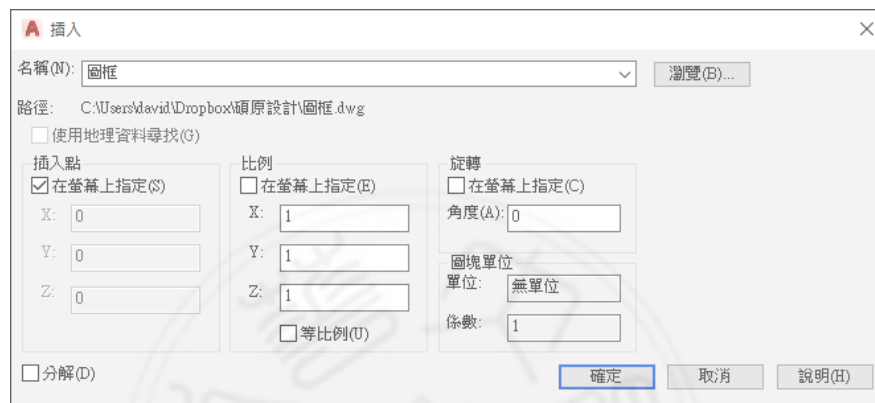 插入
名稱(N): 圖框 瀏覽(B)...
路徑: C:\Users\david\Dropbox\碩原設計\圖框.dwg
使用地理資料尋找(G)
插入點 比例 旋轉
在螢幕上指定(S) 在螢幕上指定(E) 在螢幕上指定(C)
X: 0 X: 1 角度(A): 0
Y: 0 Y: 1 圖塊單位
單位: 無單位
Z: 0 Z: 1
等比例(U) 係數: 1
分解(D) 確定 取消 說明(H)